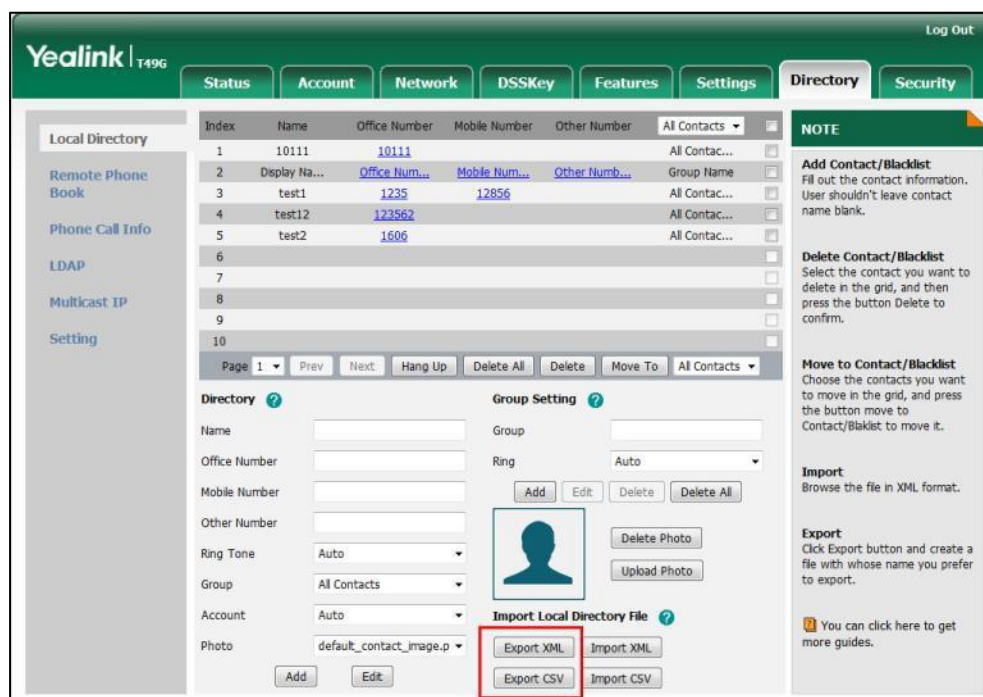 Log Out
Yealink | T49G
Status Account Network DSSKey Features Settings Directory Security
Local Directory
Remote Phone
Book
Phone Call Info
LDAP
Multicast IP
Setting
Index Name Office Number Mobile Number Other Number All Contacts
1 10111 10111 All Contac...
2 Display Na... Office Num... Mobile Num... Other Numb... Group Name
3 test1 1235 12856 All Contac...
4 test12 123562 All Contac...
5 test2 1606 All Contac...
6
7
8
9
10
Page 1 Prev Next Hang Up Delete All Delete Move To All Contacts
Directory ?
Name
Office Number
Mobile Number
Other Number
Ring Tone Auto
Group All Contacts
Account Auto
Photo default_contact_image.p
Add Edit
Group Setting ?
Group
Ring Auto
Add Edit Delete Delete All
Delete Photo
Upload Photo
Import Local Directory File ?
Export XML Import XML
Export CSV Import CSV
NOTE
Add Contact/Blacklist
Fill out the contact information.
User shouldn't leave contact
name blank.
Delete Contact/Blacklist
Select the contact you want to
delete in the grid, and then
press the button Delete to
confirm.
Move to Contact/Blacklist
Choose the contacts you want
to move in the grid, and press
the button move to
Contact/Blaklist to move it.
Import
Browse the file in XML format.
Export
Click Export button and create a
file with whose name you prefer
to export.
You can click here to get
more guides.